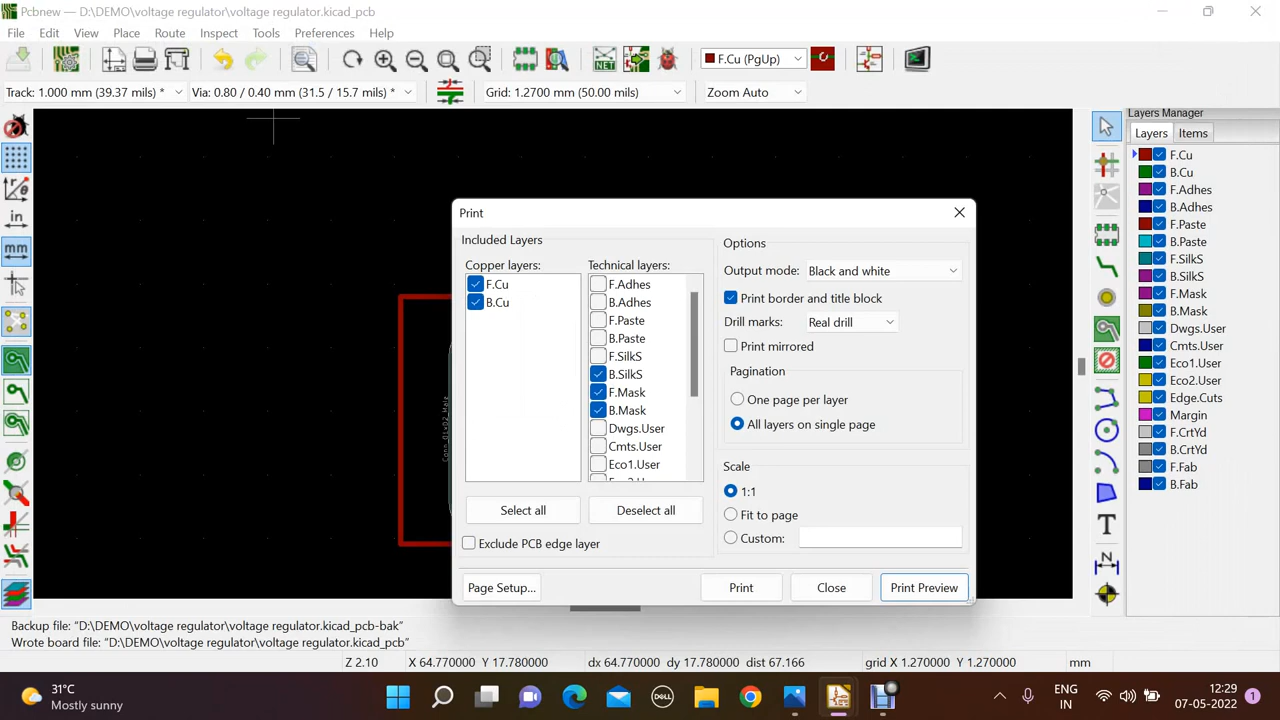 Pcbnew — D:\DEMO\voltage regulator\voltage regulator.kicad_pcb
File Edit View Place Route Inspect Tools Preferences Help
NET F.Cu (PgUp)
Track: 1.000 mm (39.37 mils) * Via: 0.80 / 0.40 mm (31.5 / 15.7 mils) * Grid: 1.2700 mm (50.00 mils) Zoom Auto
Layers Manager
Layers Items
F.Cu
B.Cu
F.Adhes
B.Adhes
F.Paste
B.Paste
F.SilkS
B.SilkS
F.Mask
B.Mask
Dwgs.User
Cmts.User
Eco1.User
Eco2.User
Edge.Cuts
Margin
F.CrtYd
B.CrtYd
F.Fab
B.Fab
in
mm
T
N
Print
Included Layers
Copper layers:
F.Cu
B.Cu
Technical layers:
F.Adhes
B.Adhes
F.Paste
B.Paste
F.SilkS
B.SilkS
F.Mask
B.Mask
Dwgs.User
Cmts.User
Eco1.User
Select all Deselect all
Exclude PCB edge layer
Options
Output mode: Black and white
Print border and title block
Drill marks: Real drill
Print mirrored
Pagination
One page per layer
All layers on single page
Scale
1:1
Fit to page
Custom:
Page Setup... Print Close Print Preview
Backup file: “D:\DEMO\voltage regulator\voltage regulator.kicad_pcb-bak”
Wrote board file: “D:\DEMO\voltage regulator\voltage regulator.kicad_pcb”
Z 2.10 X 64.770000 Y 17.780000 dx 64.770000 dy 17.780000 dist 67.166 grid X 1.270000 Y 1.270000 mm
31°C
Mostly sunny
DELL
ENG
IN
12:29
07-05-2022
1